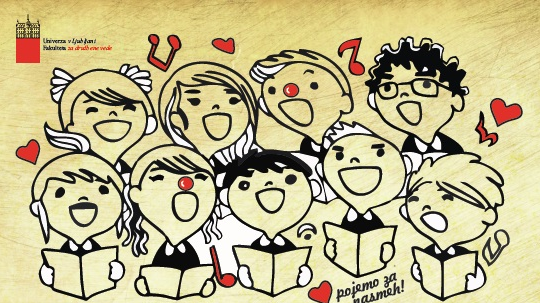 Univerza v Ljubljani
Fakulteta za družbene vede
pojemo za
nasmeh!